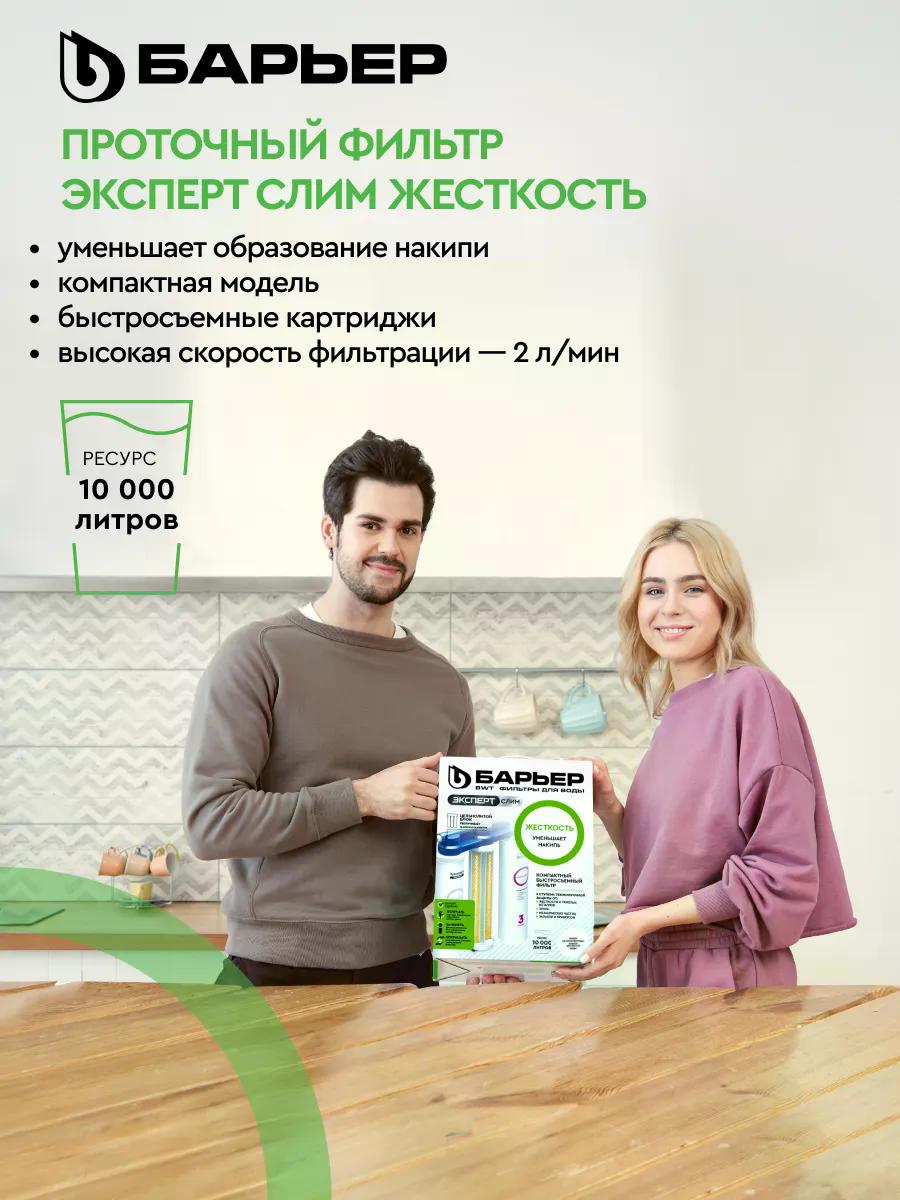 БАРЬЕР
ПРОТОЧНЫЙ ФИЛЬТР
ЭКСПЕРТ СЛИМ ЖЕСТКОСТЬ
• уменьшает образование накипи
• компактная модель
• быстросъемные картриджи
• высокая скорость фильтрации — 2 л/мин
РЕСУРС
10 000
литров
БАРЬЕР
BWT ФИЛЬТРЫ ДЛЯ ВОДЫ
ЭКСПЕРТ СЛИМ
ЖЕСТКОСТЬ
УМЕНЬШАЕТ
НАКИПЬ
КОМПАКТНЫЙ
БЫСТРОСЪЕМНЫЙ
ФИЛЬТР
3
РЕСУРС
10 000
ЛИТРОВ